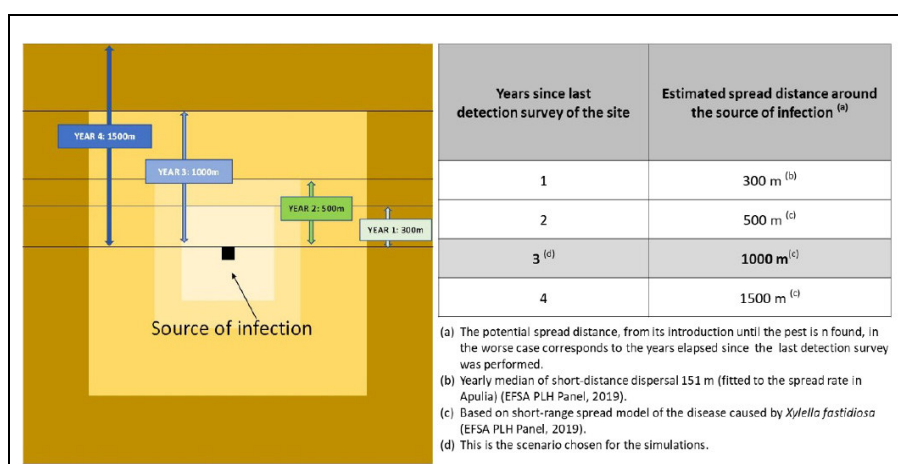 YEAR 4: 1500m
YEAR 3: 1000m
YEAR 2: 500m
YEAR 1: 300m
Source of infection
Years since last
detection survey of the site
Estimated spread distance around
the source of infection (a)
1
300 m (b)
2
500 m (c)
3 (d)
1000 m(c)
4
1500 m (c)
(a) The potential spread distance, from its introduction until the pest is n found, in
the worse case corresponds to the years elapsed since the last detection survey
was performed.
(b) Yearly median of short-distance dispersal 151 m (fitted to the spread rate in
Apulia) (EFSA PLH Panel, 2019).
(c) Based on short-range spread model of the disease caused by Xylella fastidiosa
(EFSA PLH Panel, 2019).
(d) This is the scenario chosen for the simulations.